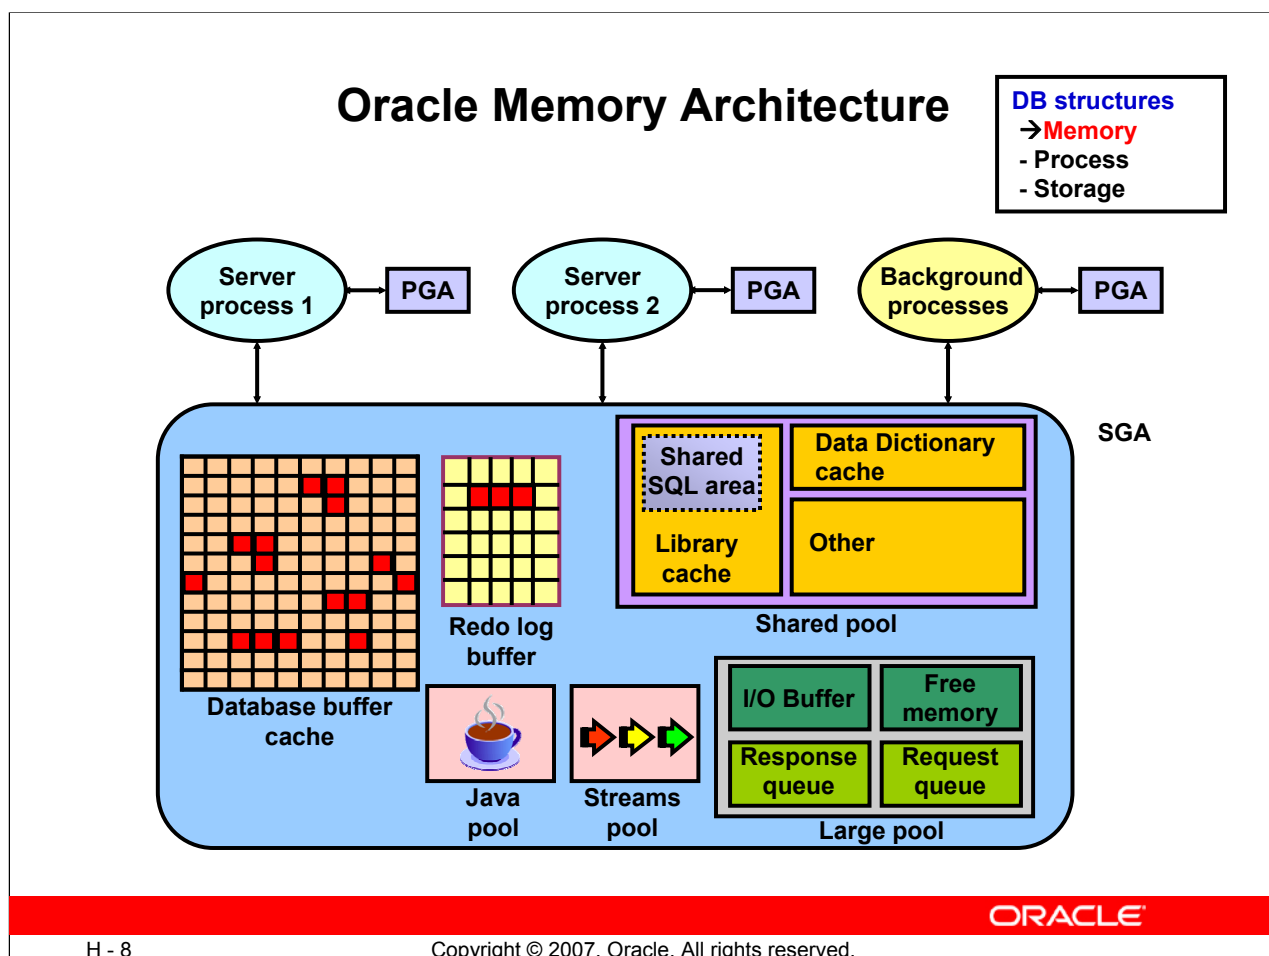 Oracle Memory Architecture
DB structures
→Memory
- Process
- Storage
Server
process 1
PGA
Server
process 2
PGA
Background
processes
PGA
SGA
Shared
SQL area
Library
cache
Data Dictionary
cache
Other
Shared pool
Redo log
buffer
Database buffer
cache
Java
pool
Streams
pool
I/O Buffer
Free
memory
Response
queue
Request
queue
Large pool
ORACLE
H - 8
Copyright © 2007, Oracle. All rights reserved.